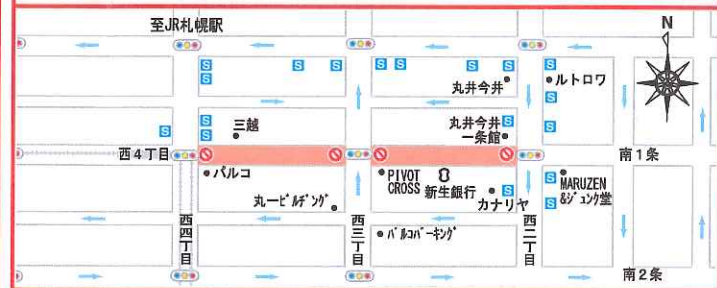 至JR札幌駅
N
S
S
S
S
S
S
S
S
S
丸井今井
S
ルトロワ
S
S
三越
S
S
丸井今井
一条館
S
S
西4丁目
南1条
パルコ
PIVOT
CROSS
新生銀行
S
カナリヤ
S
MARUZEN
&ジュンク堂
S
丸一ビルヂング
西四丁目
西三丁目
西二丁目
パルコパーキング
南2条